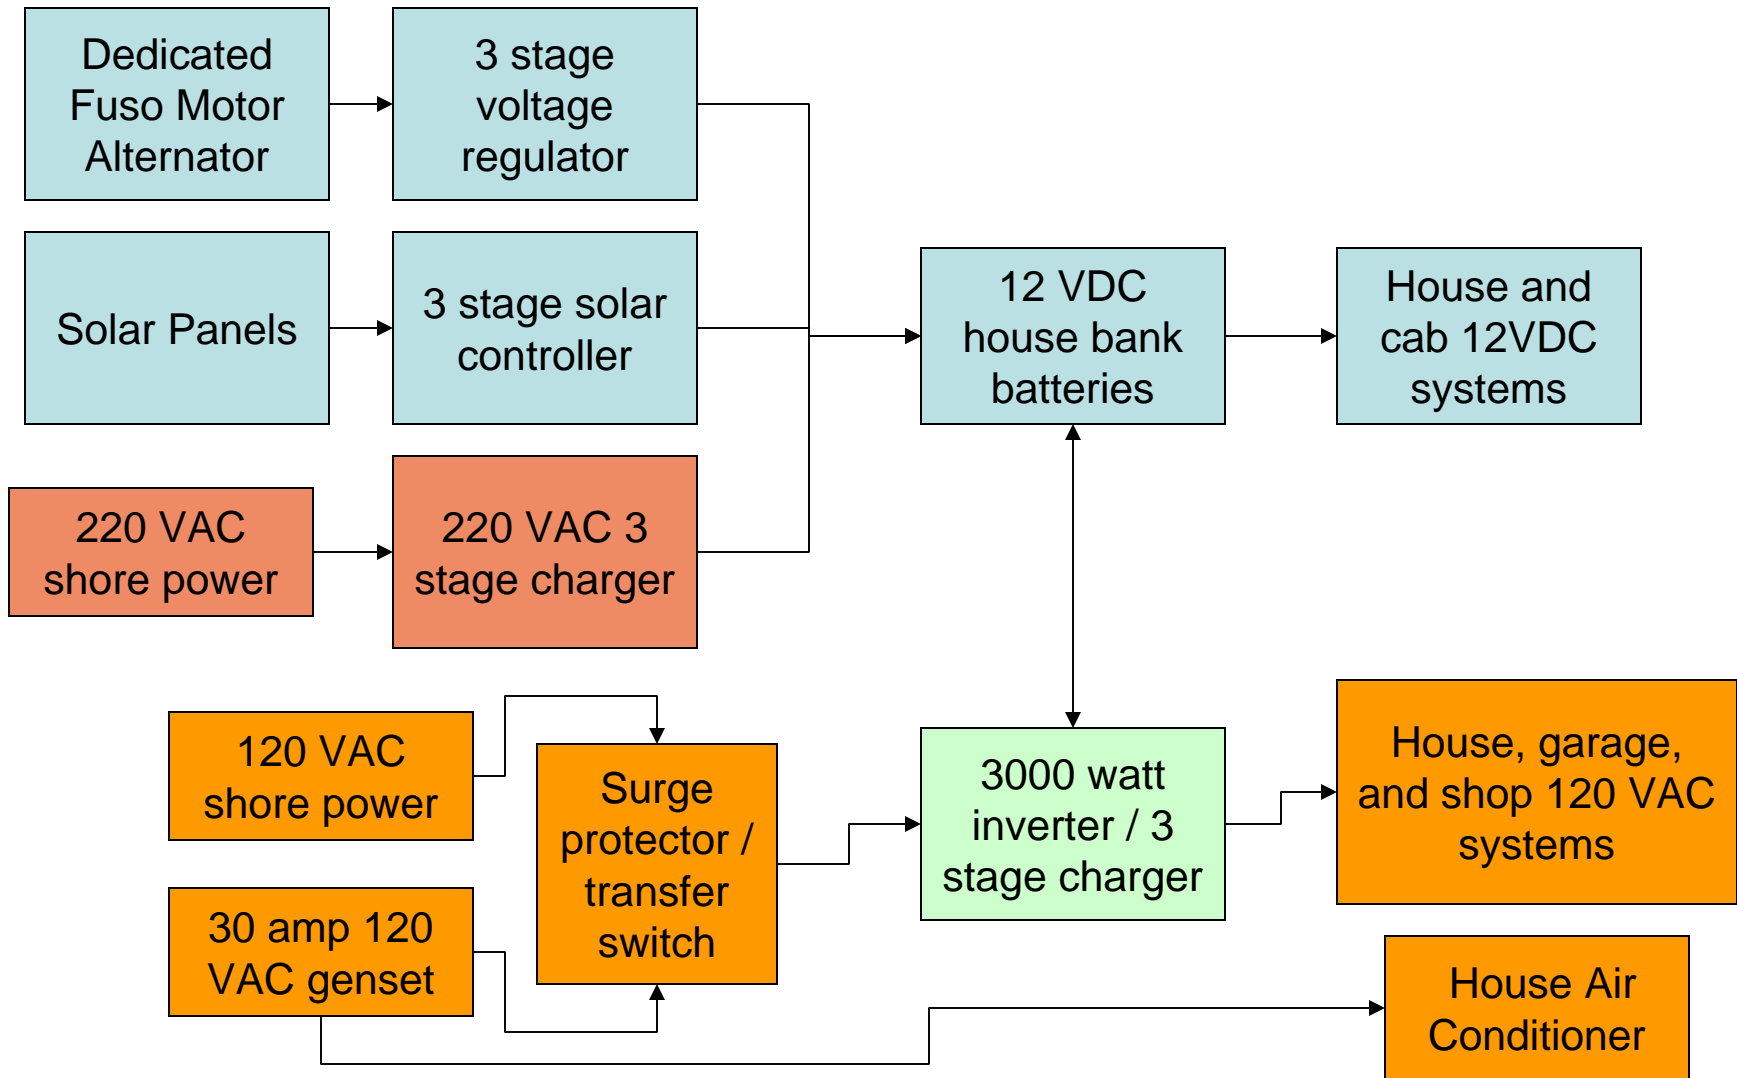 Dedicated
Fuso Motor
Alternator
3 stage
voltage
regulator
Solar Panels
3 stage solar
controller
12 VDC
house bank
batteries
House and
cab 12VDC
systems
220 VAC
shore power
220 VAC 3
stage charger
120 VAC
shore power
Surge
protector /
transfer
switch
3000 watt
inverter / 3
stage charger
House, garage,
and shop 120 VAC
systems
30 amp 120
VAC genset
House Air
Conditioner